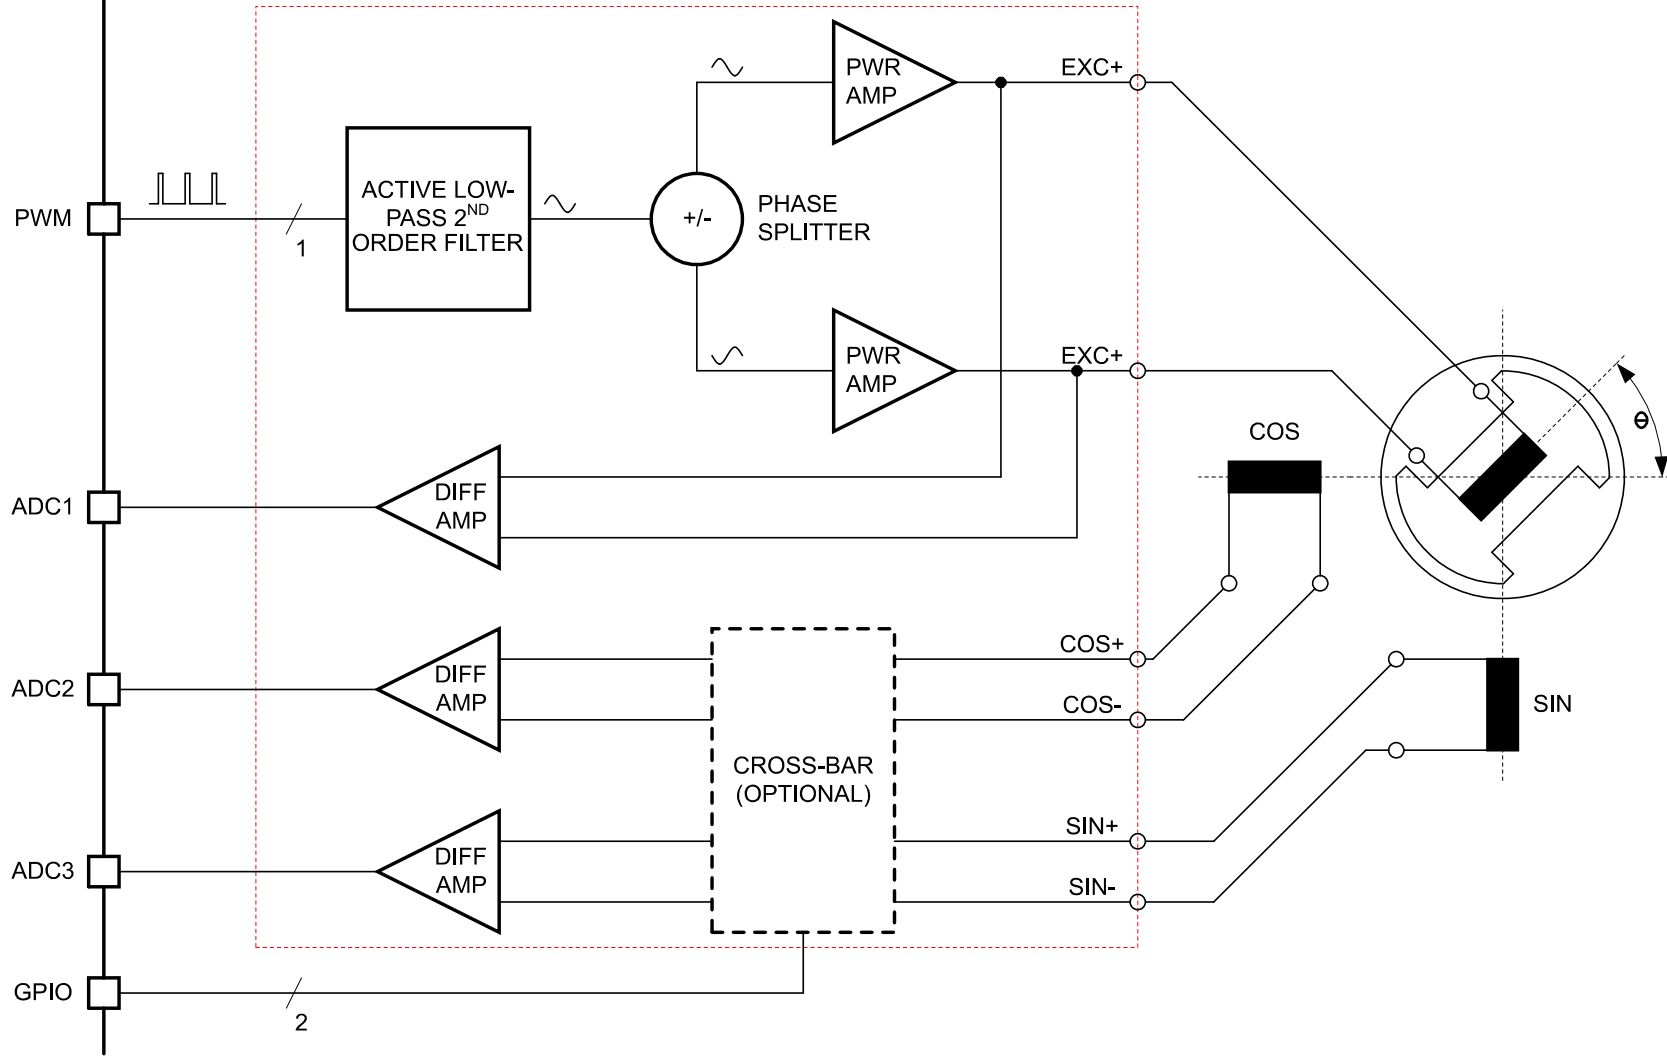 PWR
AMP
EXC+
ACTIVE LOW-
PASS 2ND
ORDER FILTER
+/-
PHASE
SPLITTER
PWM
1
PWR
AMP
EXC+
COS
θ
ADC1
DIFF
AMP
ADC2
DIFF
AMP
COS+
COS-
SIN
CROSS-BAR
(OPTIONAL)
ADC3
DIFF
AMP
SIN+
SIN-
GPIO
2